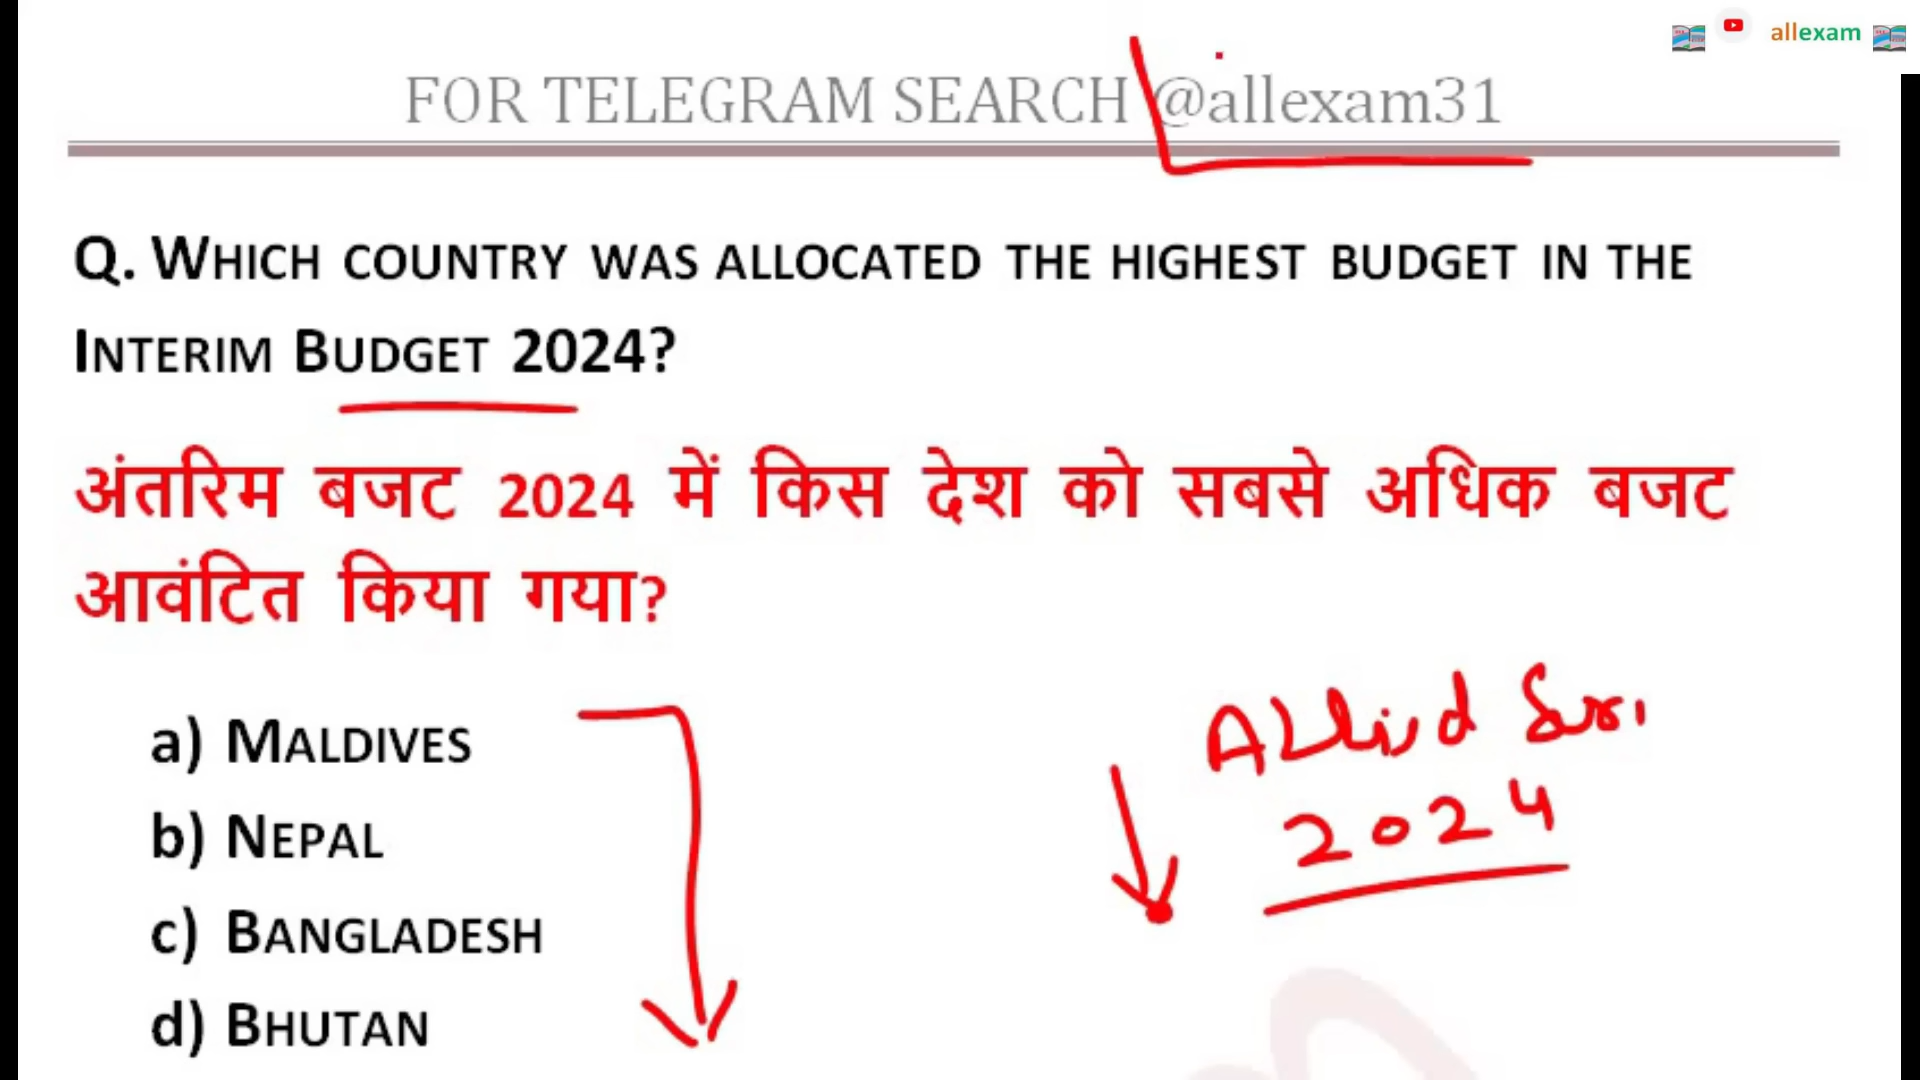 allexam
FOR TELEGRAM SEARCH @allexam31
Q. WHICH COUNTRY WAS ALLOCATED THE HIGHEST BUDGET IN THE
INTERIM BUDGET 2024?
अंतरिम बजट 2024 में किस देश को सबसे अधिक बजट
आवंटित किया गया?
a) MALDIVES
b) NEPAL
c) BANGLADESH
d) BHUTAN
2024